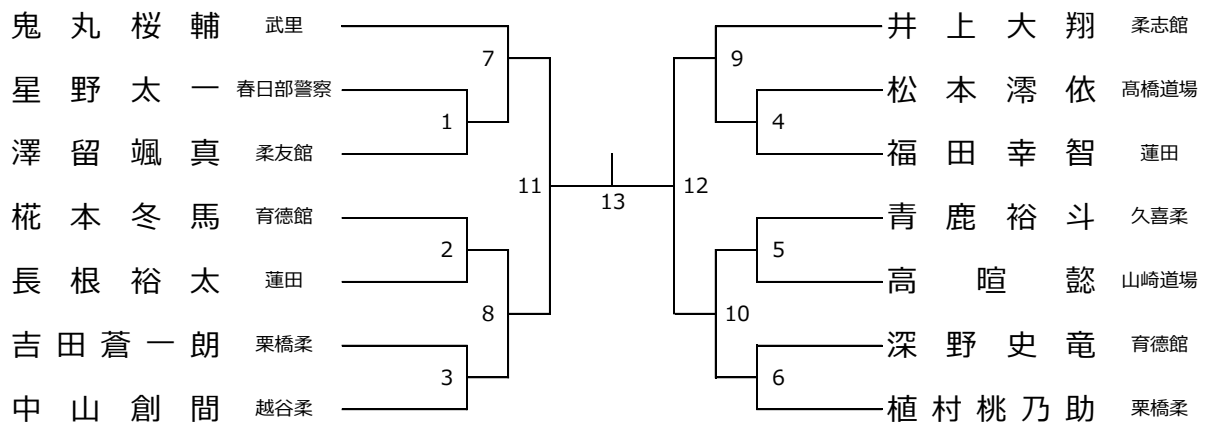 鬼丸桜輔 武里
星野太一 春日部警察
澤留颯真 柔友館
椛本冬馬 育德館
長根裕太 蓮田
吉田蒼一朗 栗橋柔
中山創間 越谷柔
7
1
11
2
8
3
13
井上大翔 柔志館
松本澪依 髙橋道場
福田幸智 蓮田
青鹿裕斗 久喜柔
高暄懿 山崎道場
深野史竜 育德館
植村桃乃助 栗橋柔
9
4
12
5
10
6